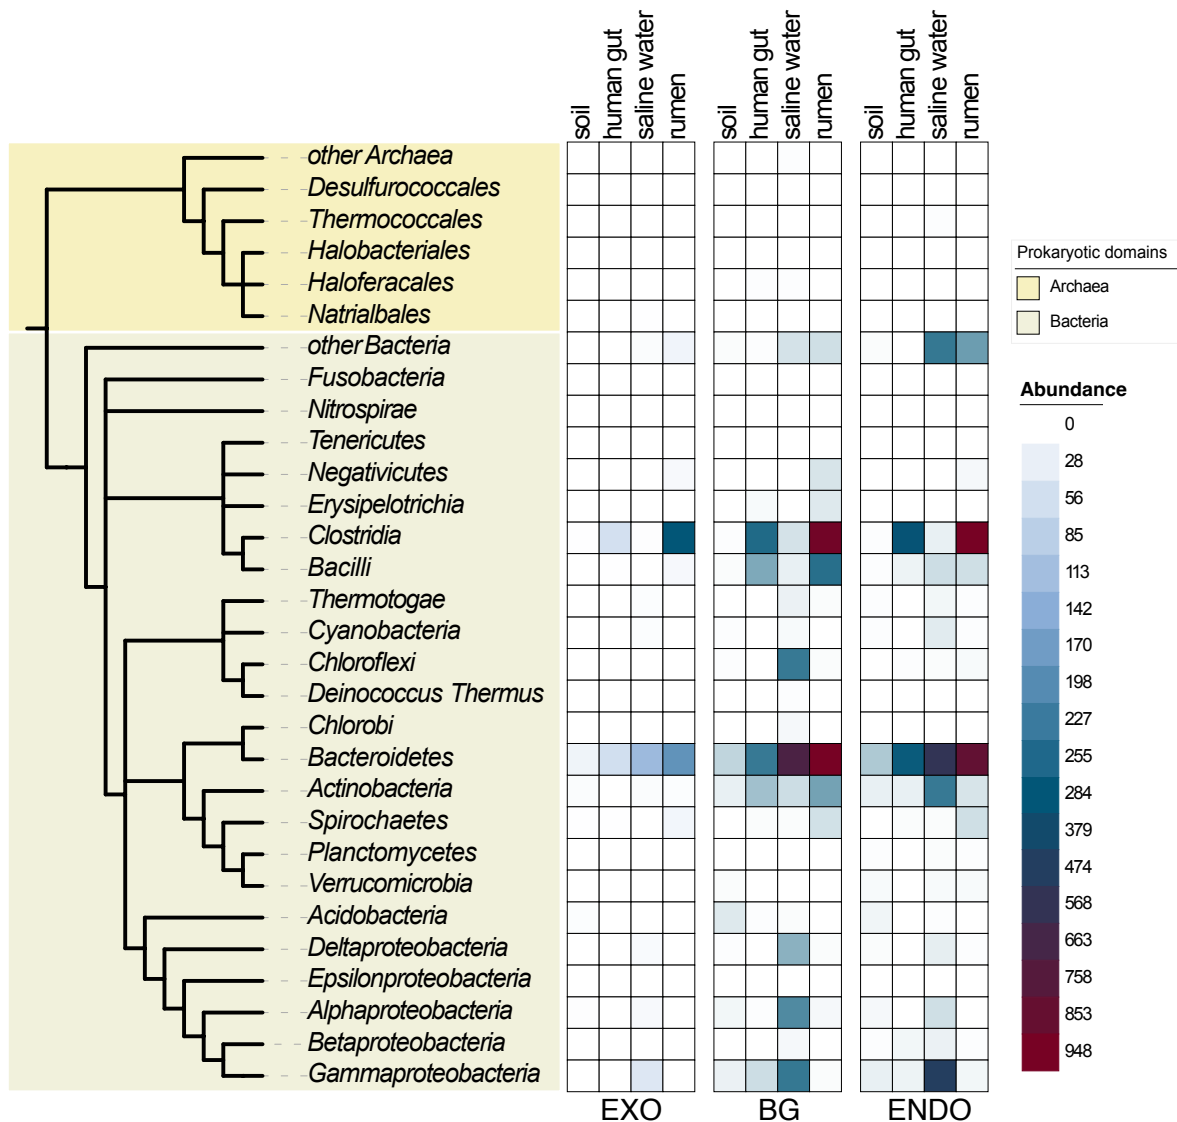 soil
human gut
saline water
rumen
soil
human gut
saline water
rumen
soil
human gut
saline water
rumen
other Archaea
Desulfurococcales
Thermococcales
Halobacteriales
Haloferacales
Natrialbales
other Bacteria
Fusobacteria
Nitrospirae
Tenericutes
Negativicutes
Erysipelotrichia
Clostridia
Bacilli
Thermotogae
Cyanobacteria
Chloroflexi
Deinococcus Thermus
Chlorobi
Bacteroidetes
Actinobacteria
Spirochaetes
Planctomycetes
Verrucomicrobia
Acidobacteria
Deltaproteobacteria
Epsilonproteobacteria
Alphaproteobacteria
Betaproteobacteria
Gammaproteobacteria
EXO
BG
ENDO
Prokaryotic domains
Archaea
Bacteria
Abundance
0
28
56
85
113
142
170
198
227
255
284
379
474
568
663
758
853
948